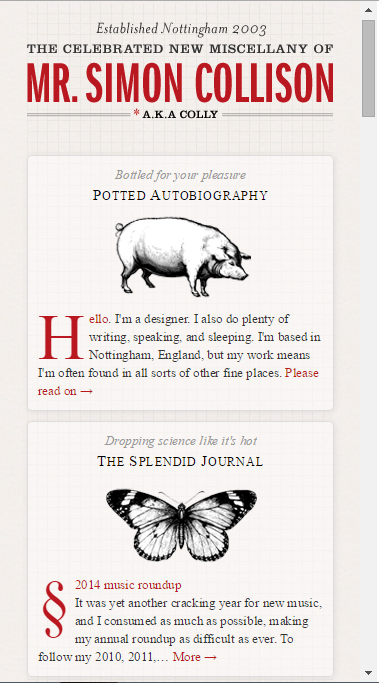 Established Nottingham 2003
THE CELEBRATED NEW MISCELLANY OF
MR. SIMON COLLISON
* A.K.A COLLY
Bottled for your pleasure
POTTED AUTOBIOGRAPHY
Hello. I'm a designer. I also do plenty of
writing, speaking, and sleeping. I'm based in
Nottingham, England, but my work means
I'm often found in all sorts of other fine places. Please
read on →
Dropping science like it's hot
THE SPLENDID JOURNAL
§ 2014 music roundup
It was yet another cracking year for new music,
and I consumed as much as possible, making
my annual roundup as difficult as ever. To
follow my 2010, 2011,… More →